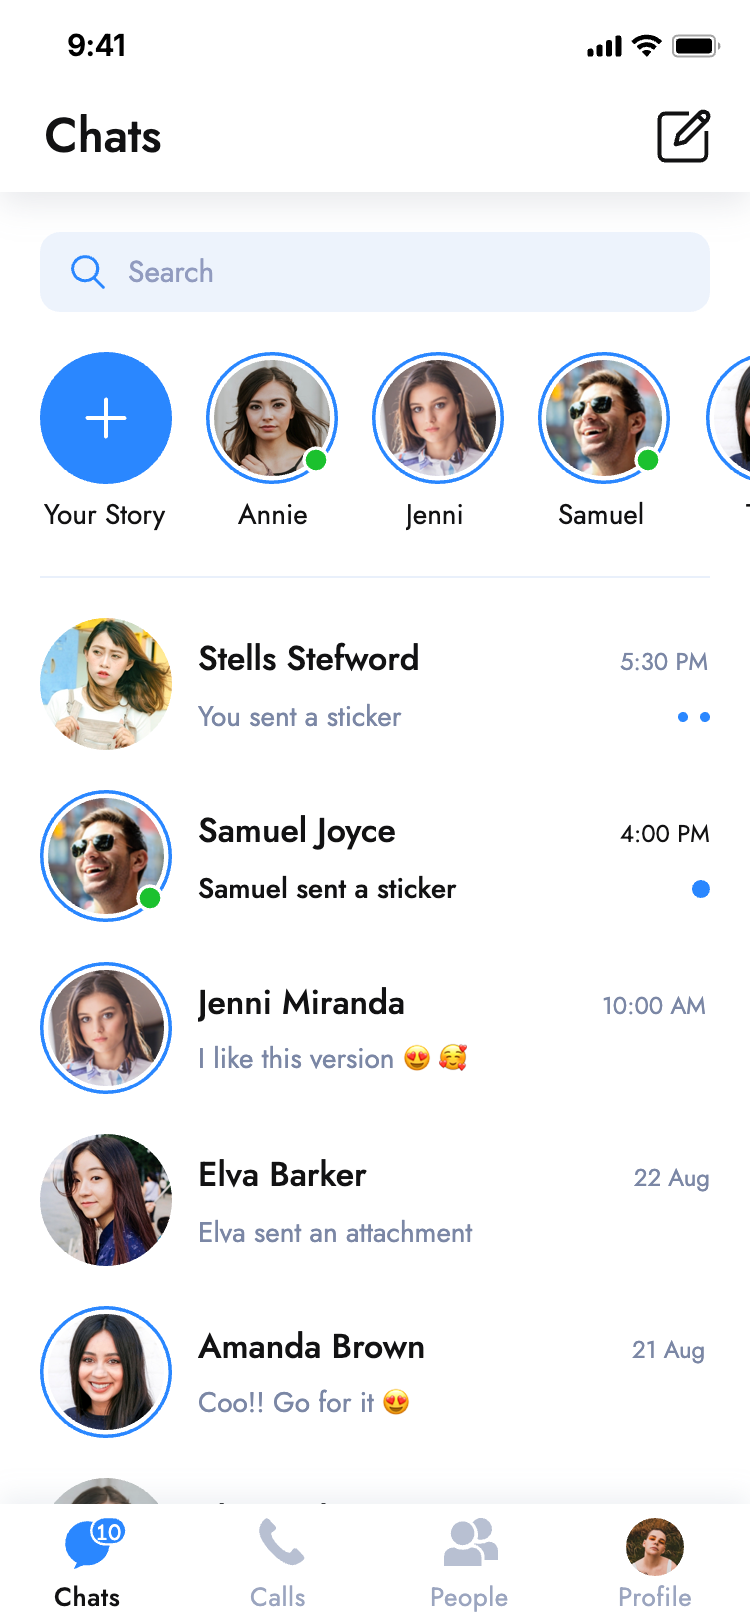 9:41
Chats
Search
Your Story
Annie
Jenni
Samuel
Stells Stefword
5:30 PM
You sent a sticker
Samuel Joyce
4:00 PM
Samuel sent a sticker
Jenni Miranda
10:00 AM
I like this version 😍 🥰
Elva Barker
22 Aug
Elva sent an attachment
Amanda Brown
21 Aug
Coo!! Go for it 😍
10
Chats
Calls
People
Profile